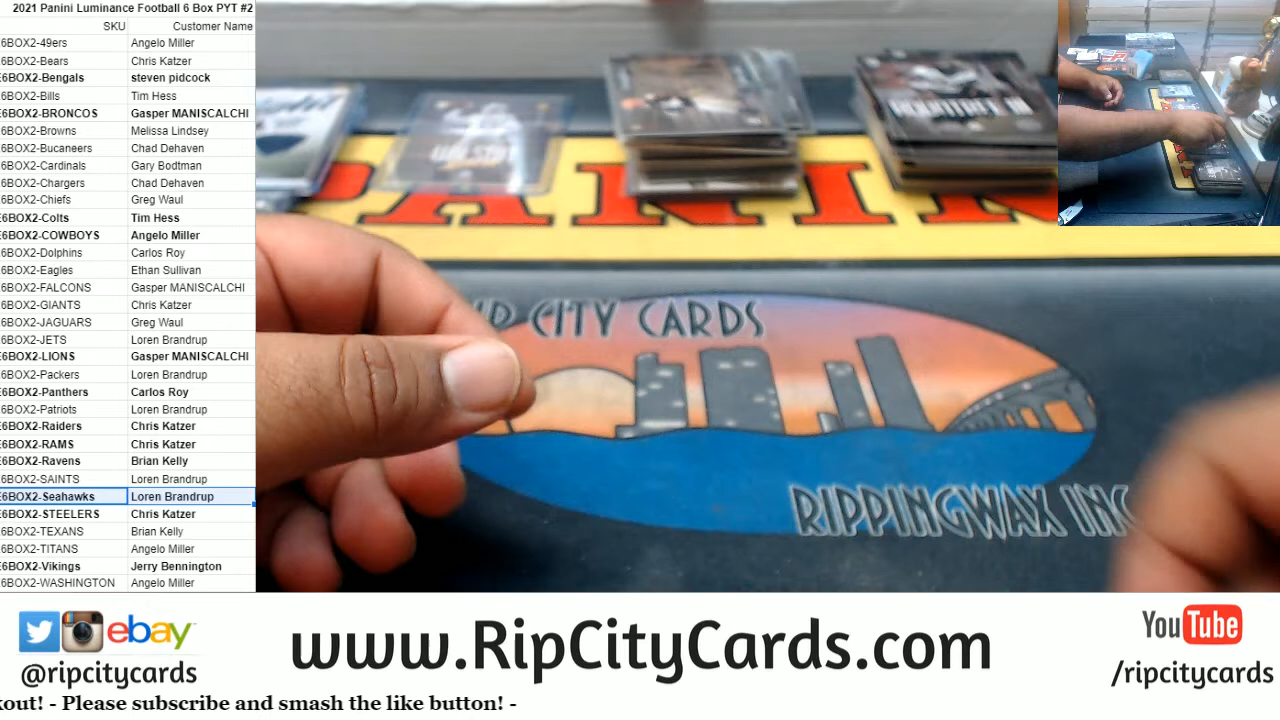 2021 Panini Luminance Football 6 Box PYT #2
SKU Customer Name
6BOX2-49ers Angelo Miller
6BOX2-Bears Chris Katzer
6BOX2-Bengals steven pidcock
6BOX2-Bills Tim Hess
6BOX2-BRONCOS Gasper MANISCALCHI
6BOX2-Browns Melissa Lindsey
6BOX2-Bucaneers Chad Dehaven
6BOX2-Cardinals Gary Bodtman
6BOX2-Chargers Chad Dehaven
6BOX2-Chiefs Greg Waul
6BOX2-Colts Tim Hess
6BOX2-COWBOYS Angelo Miller
6BOX2-Dolphins Carlos Roy
6BOX2-Eagles Ethan Sullivan
6BOX2-FALCONS Gasper MANISCALCHI
6BOX2-GIANTS Chris Katzer
6BOX2-JAGUARS Greg Waul
6BOX2-JETS Loren Brandrup
6BOX2-LIONS Gasper MANISCALCHI
6BOX2-Packers Loren Brandrup
6BOX2-Panthers Carlos Roy
6BOX2-Patriots Loren Brandrup
6BOX2-Raiders Chris Katzer
6BOX2-RAMS Chris Katzer
6BOX2-Ravens Brian Kelly
6BOX2-SAINTS Loren Brandrup
6BOX2-Seahawks Loren Brandrup
6BOX2-STEELERS Chris Katzer
6BOX2-TEXANS Brian Kelly
6BOX2-TITANS Angelo Miller
6BOX2-Vikings Jerry Bennington
6BOX2-WASHINGTON Angelo Miller
PANIN
CITY CARDS
RIPPINGWAX INC
ebay
@ripcitycards
www.RipCityCards.com
YouTube
/ripcitycards
kout! - Please subscribe and smash the like button! -